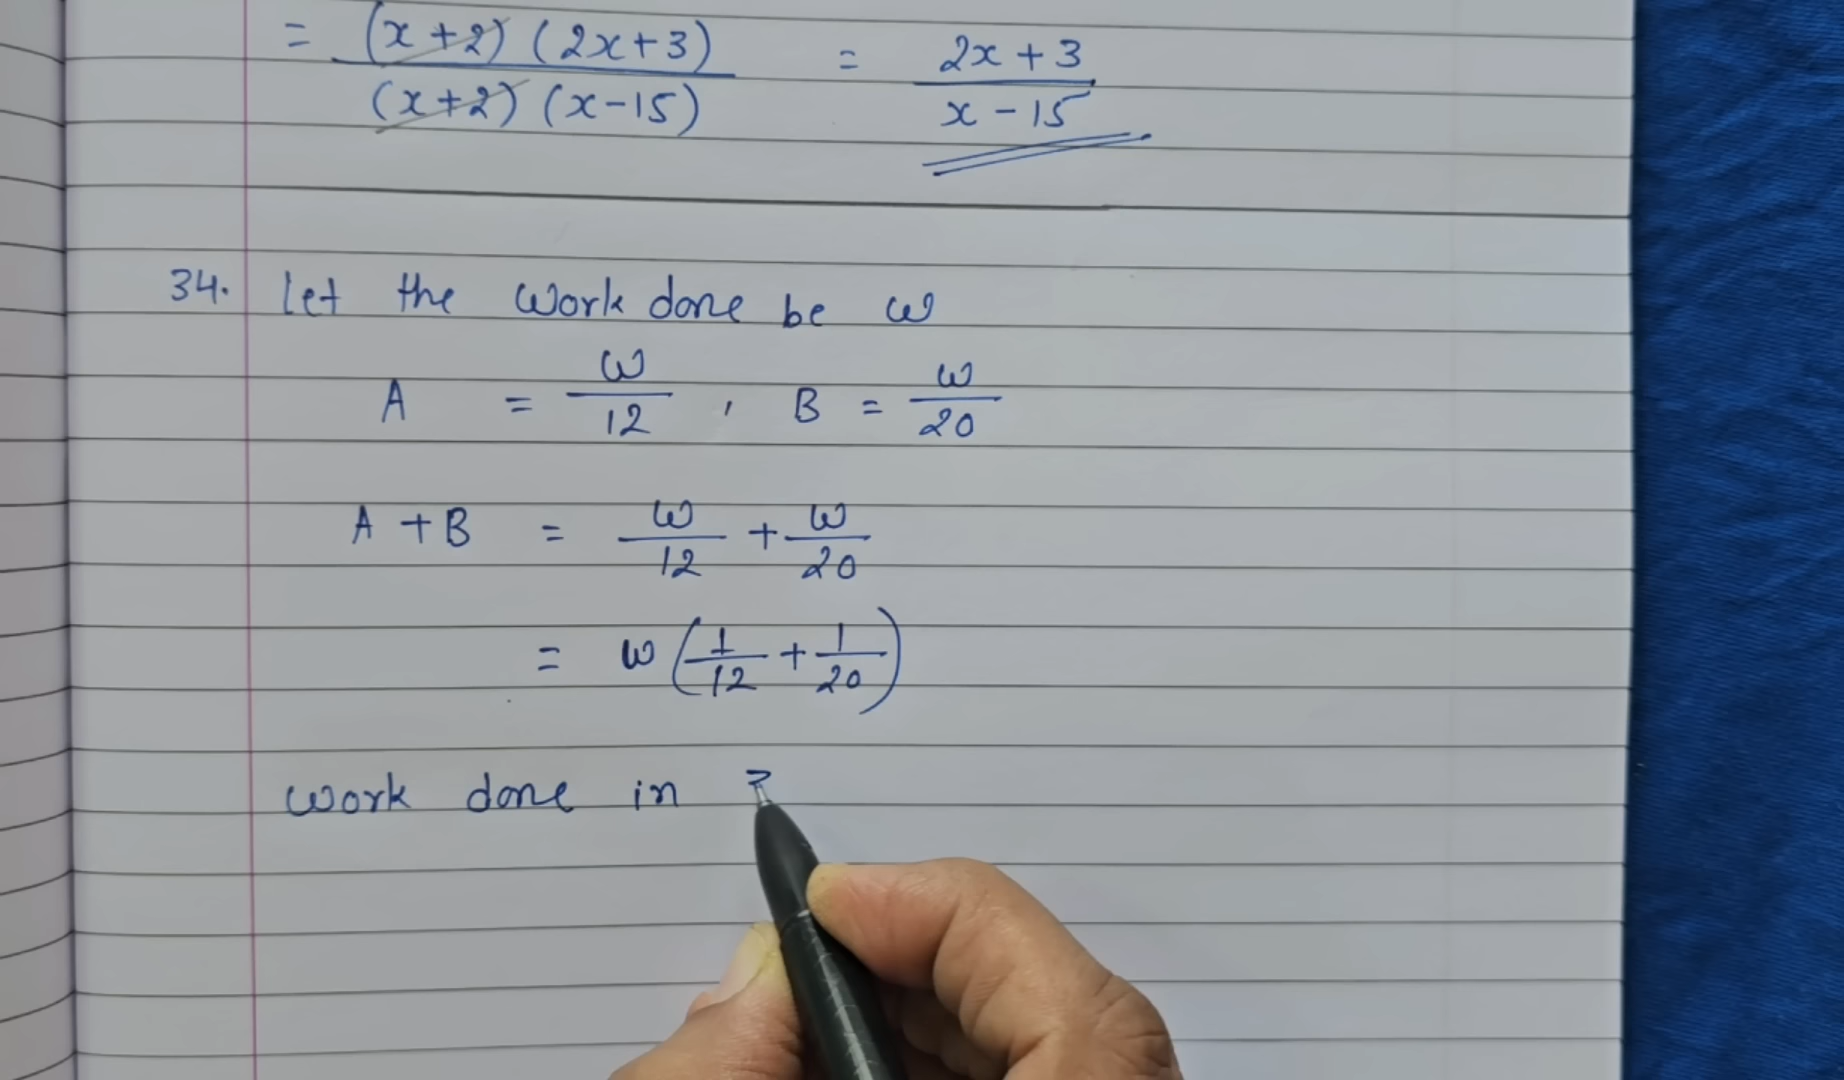 = (x+2)(2x+3) / (x+2)(x-15) = 2x+3 / x-15
34. Let the work done be w
A = w/12 , B = w/20
A+B = w/12 + w/20
= w(1/12 + 1/20)
work done in